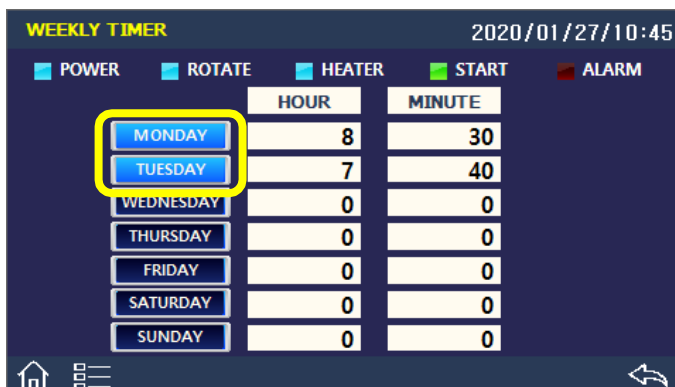 WEEKLY TIMER 2020/01/27/10:45
POWER ROTATE HEATER START ALARM
HOUR MINUTE
MONDAY 8 30
TUESDAY 7 40
WEDNESDAY 0 0
THURSDAY 0 0
FRIDAY 0 0
SATURDAY 0 0
SUNDAY 0 0